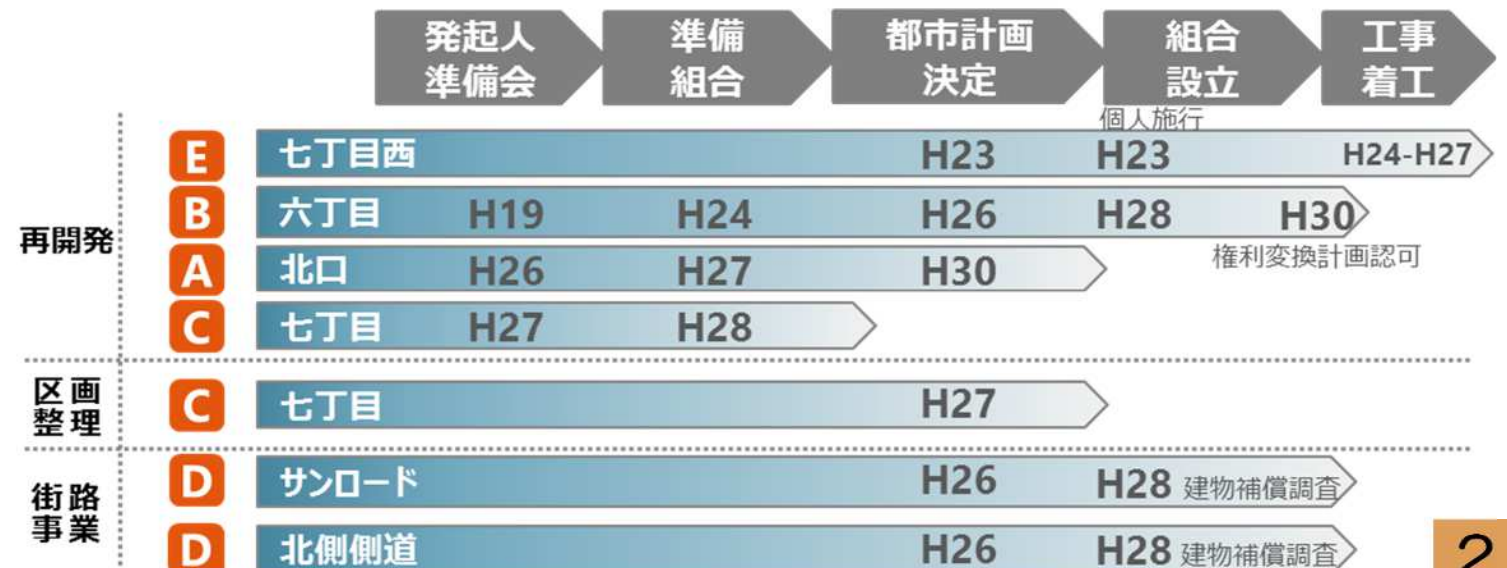 発起人
準備会
準備
組合
都市計画
決定
組合
設立
工事
着工
個人施行
再開発
E 七丁目西 H23 H23 H24-H27
B 六丁目 H19 H24 H26 H28 H30
権利変換計画認可
A 北口 H26 H27 H30
C 七丁目 H27 H28
区画
整理
C 七丁目 H27
街路
事業
D サンロード H26 H28 建物補償調査
D 北側側道 H26 H28 建物補償調査
2